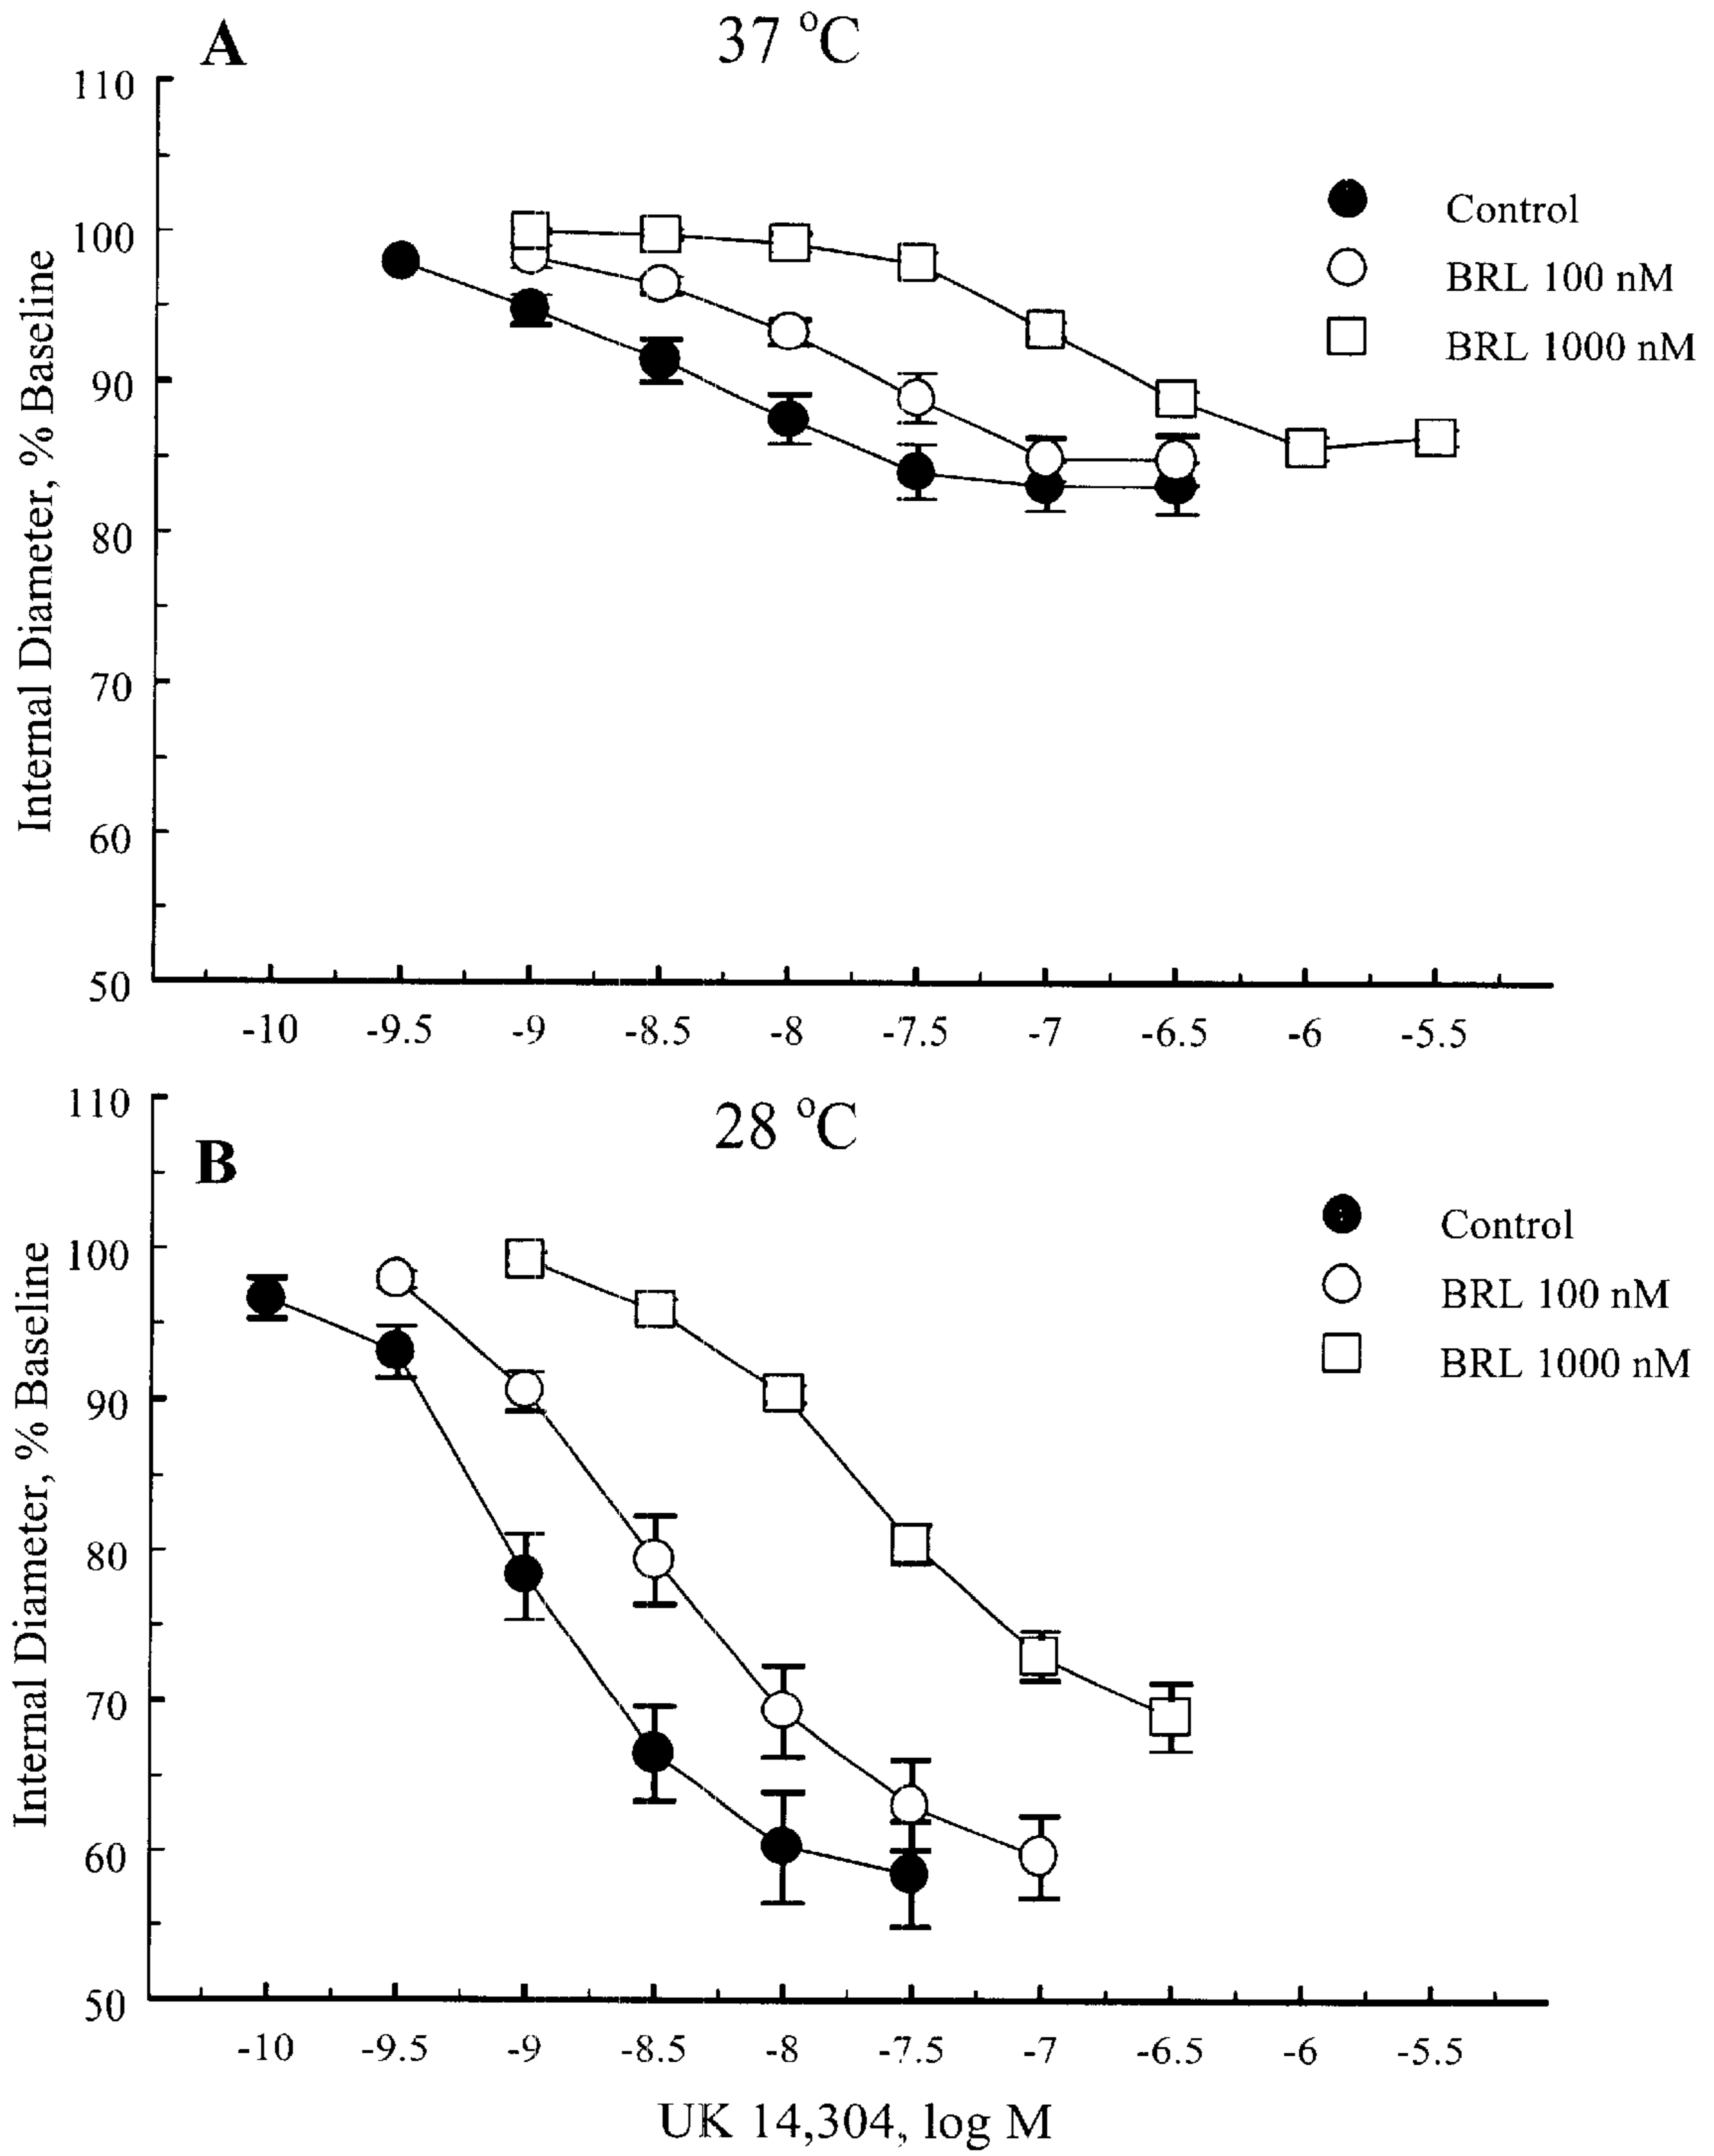 A
37 °C
110
100
90
80
70
60
50
Internal Diameter, % Baseline
Control
BRL 100 nM
BRL 1000 nM
-10 -9.5 -9 -8.5 -8 -7.5 -7 -6.5 -6 -5.5
B
28 °C
110
100
90
80
70
60
50
Internal Diameter, % Baseline
Control
BRL 100 nM
BRL 1000 nM
-10 -9.5 -9 -8.5 -8 -7.5 -7 -6.5 -6 -5.5
UK 14,304, log M